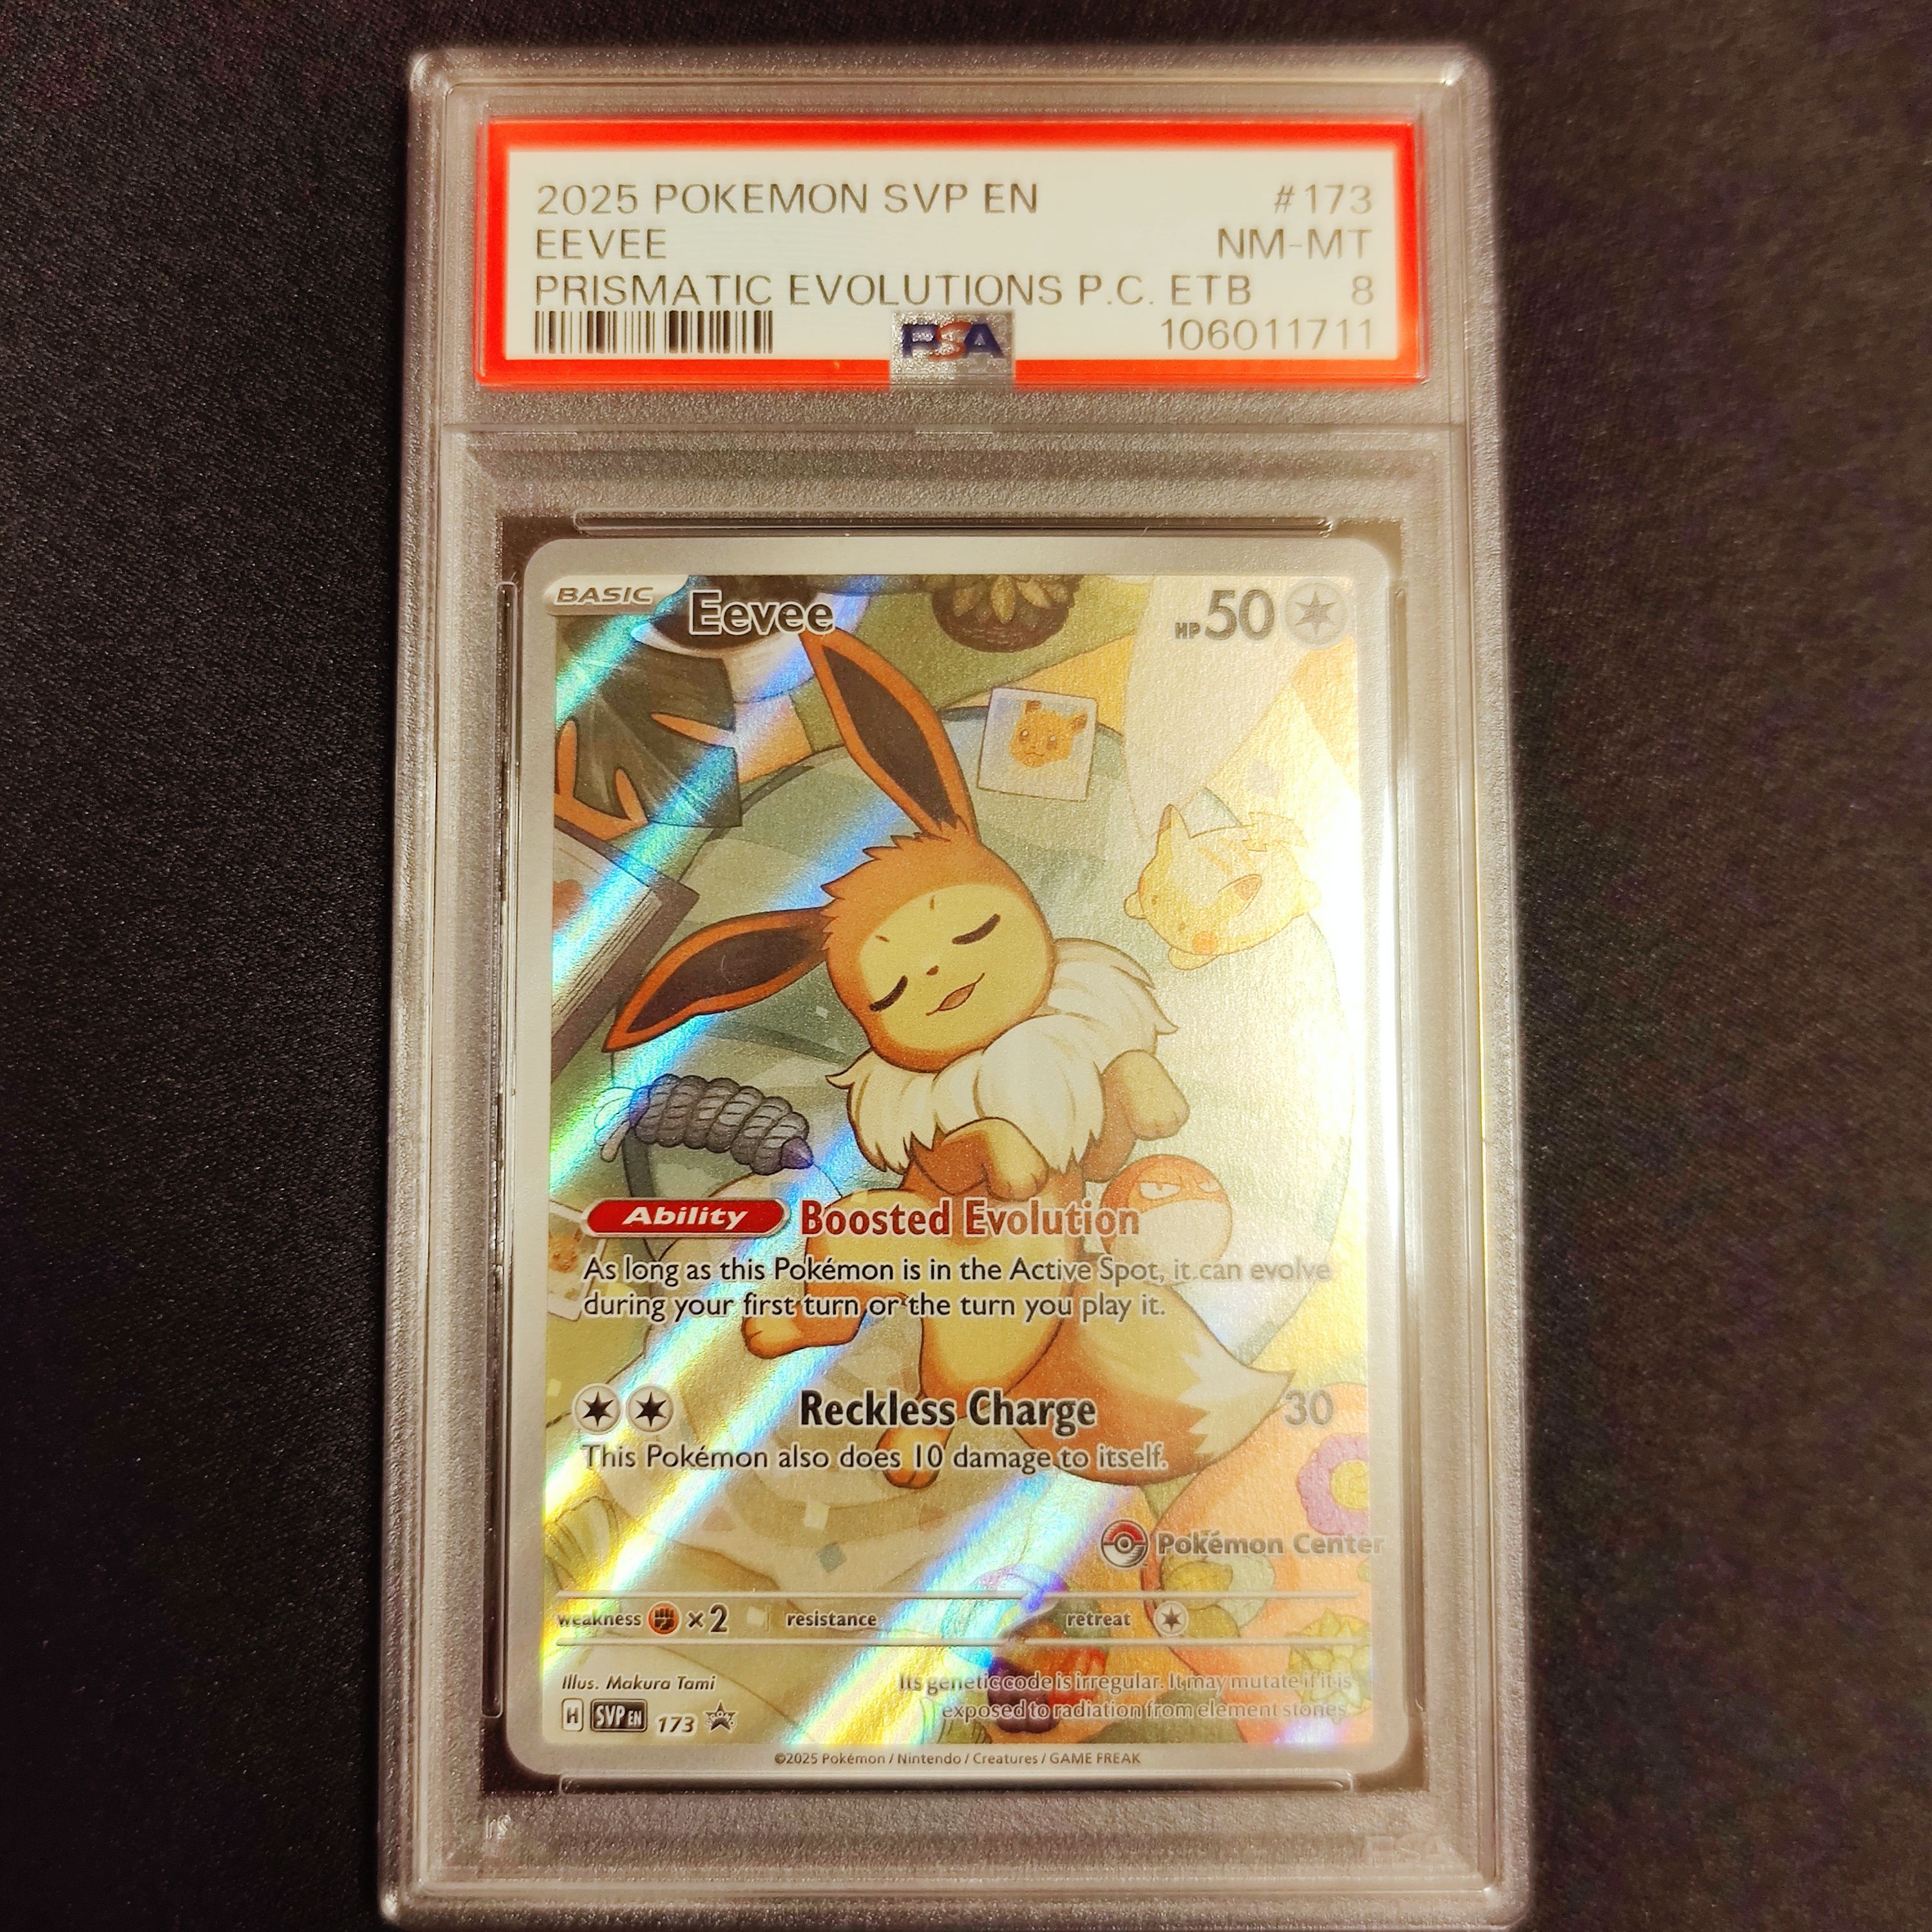 2025 POKEMON SVP EN #173
EEVEE NM-MT
PRISMATIC EVOLUTIONS P.C. ETB 8
PSA 106011711
BASIC Eevee HP 50
Ability Boosted Evolution
As long as this Pokémon is in the Active Spot, it can evolve
during your first turn or the turn you play it.
Reckless Charge 30
This Pokémon also does 10 damage to itself.
Pokémon Center
weakness ×2 resistance retreat
Illus. Makura Tami
Its genetic code is irregular. It may mutate if it is
exposed to radiation from element stones.
H SVP EN 173
©2025 Pokémon / Nintendo / Creatures / GAME FREAK
PSA